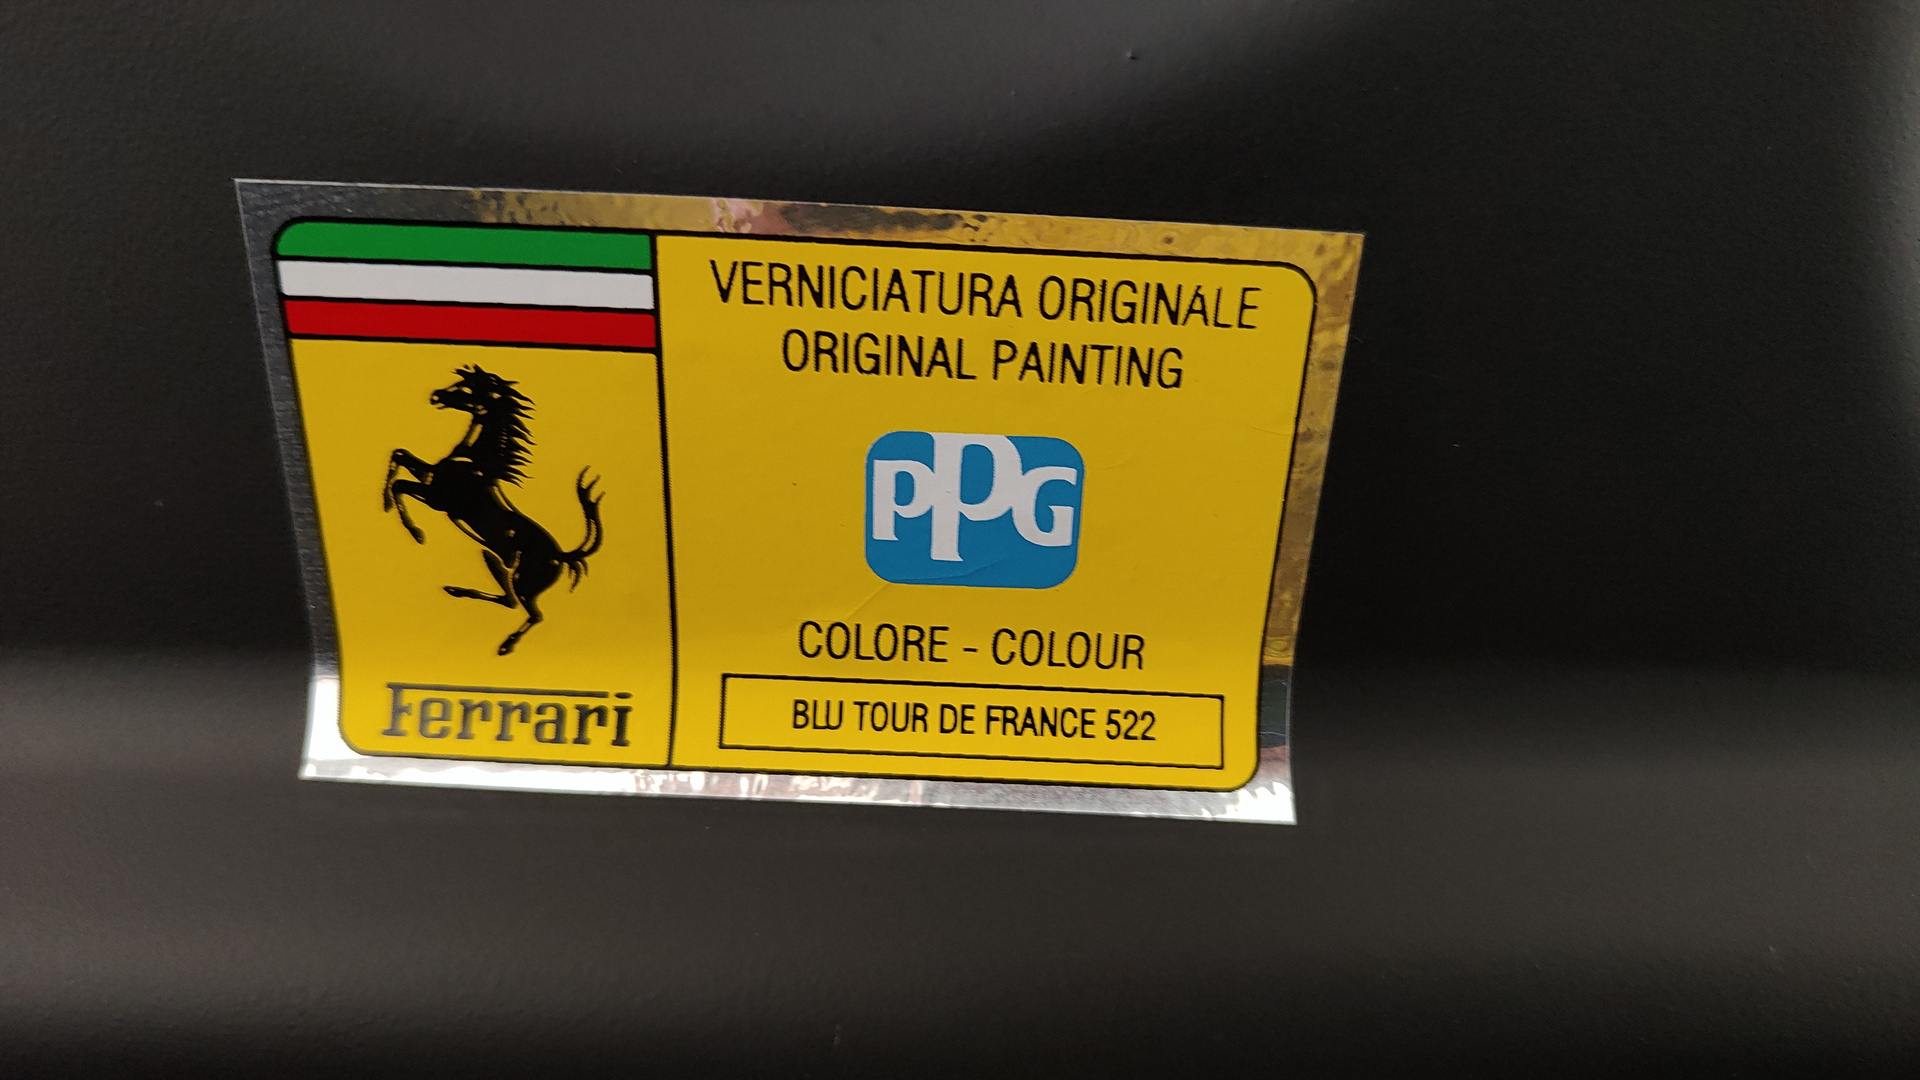 VERNICIATURA ORIGINALE
ORIGINAL PAINTING
PPG
COLORE - COLOUR
BLU TOUR DE FRANCE 522
Ferrari